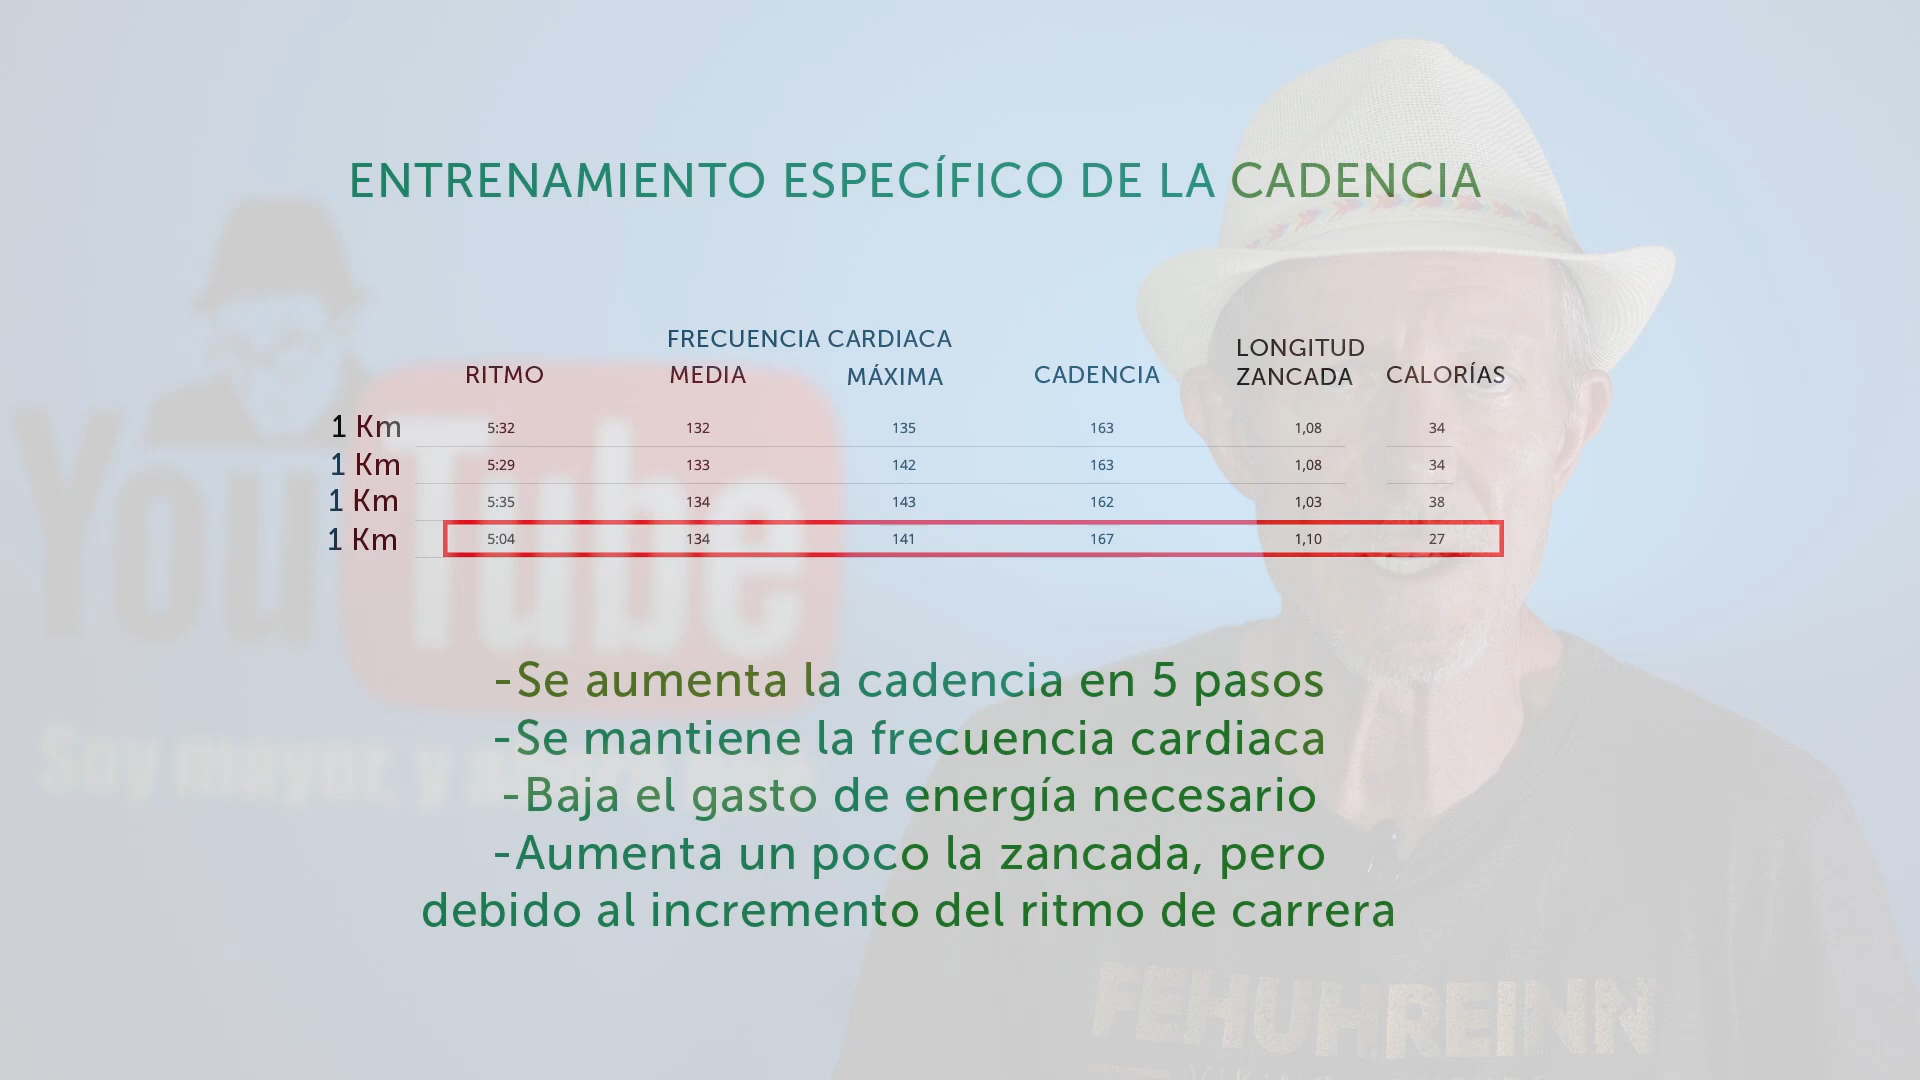 ENTRENAMIENTO ESPECÍFICO DE LA CADENCIA
FRECUENCIA CARDIACA
RITMO MEDIA MÁXIMA CADENCIA LONGITUD ZANCADA CALORÍAS
1 Km 5:32 132 135 163 1,08 34
1 Km 5:29 133 142 163 1,08 34
1 Km 5:35 134 143 162 1,03 38
1 Km 5:04 134 141 167 1,10 27
-Se aumenta la cadencia en 5 pasos
-Se mantiene la frecuencia cardiaca
-Baja el gasto de energía necesario
-Aumenta un poco la zancada, pero
debido al incremento del ritmo de carrera
YouTube
Soy mayor, y
FEHUHREINN